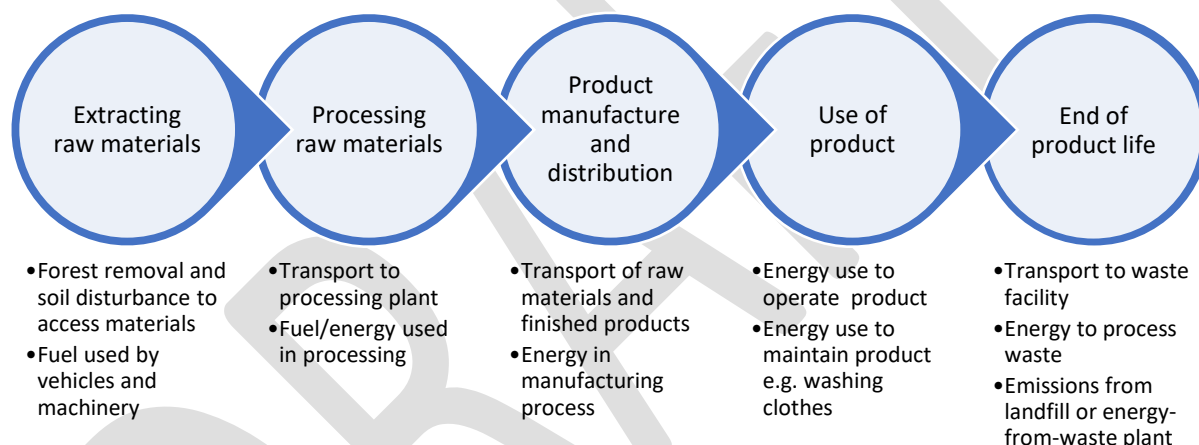 Extracting
raw materials
Processing
raw materials
Product
manufacture
and
distribution
Use of
product
End of
product life
•Forest removal and
soil disturbance to
access materials
•Fuel used by
vehicles and
machinery
•Transport to
processing plant
•Fuel/energy used
in processing
•Transport of raw
materials and
finished products
•Energy in
manufacturing
process
•Energy use to
operate product
•Energy use to
maintain product
e.g. washing
clothes
•Transport to waste
facility
•Energy to process
waste
•Emissions from
landfill or energy-
from-waste plant